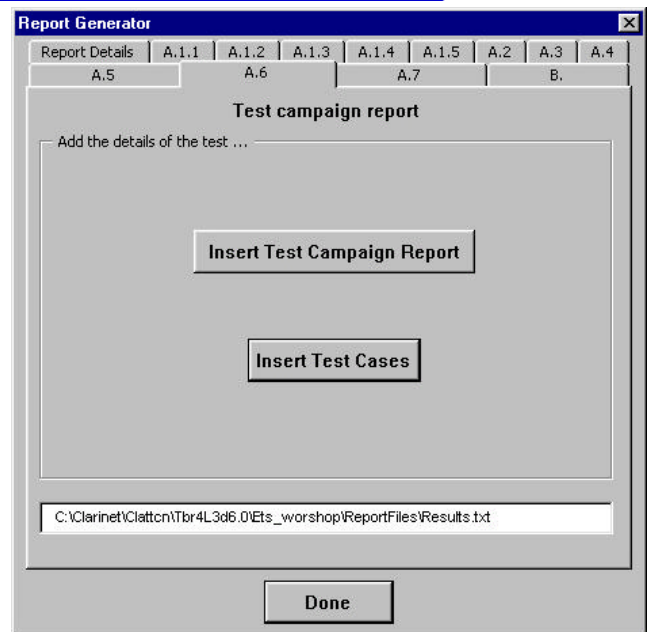 Report Generator
Report Details A.1.1 A.1.2 A.1.3 A.1.4 A.1.5 A.2 A.3 A.4
A.5 A.6 A.7 B.
Test campaign report
Add the details of the test ...
Insert Test Campaign Report
Insert Test Cases
C:\Clarinet\Clattcn\Tbr4L3d6.0\Ets_worshop\ReportFiles\Results.txt
Done